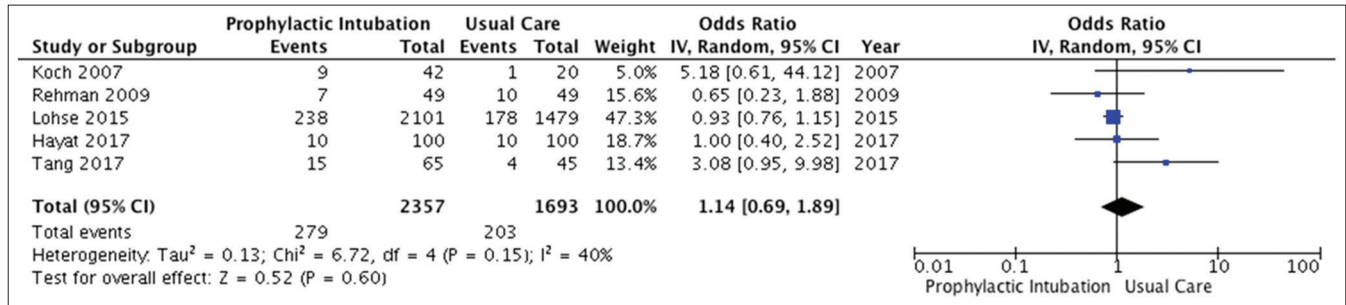 Prophylactic Intubation Usual Care Odds Ratio Odds Ratio
Study or Subgroup Events Total Events Total Weight IV, Random, 95% CI Year IV, Random, 95% CI
Koch 2007 9 42 1 20 5.0% 5.18 [0.61, 44.12] 2007
Rehman 2009 7 49 10 49 15.6% 0.65 [0.23, 1.88] 2009
Lohse 2015 238 2101 178 1479 47.3% 0.93 [0.76, 1.15] 2015
Hayat 2017 10 100 10 100 18.7% 1.00 [0.40, 2.52] 2017
Tang 2017 15 65 4 45 13.4% 3.08 [0.95, 9.98] 2017
Total (95% CI) 2357 1693 100.0% 1.14 [0.69, 1.89]
Total events 279 203
Heterogeneity: Tau² = 0.13; Chi² = 6.72, df = 4 (P = 0.15); I² = 40%
Test for overall effect: Z = 0.52 (P = 0.60)
0.01 0.1 1 10 100
Prophylactic Intubation Usual Care